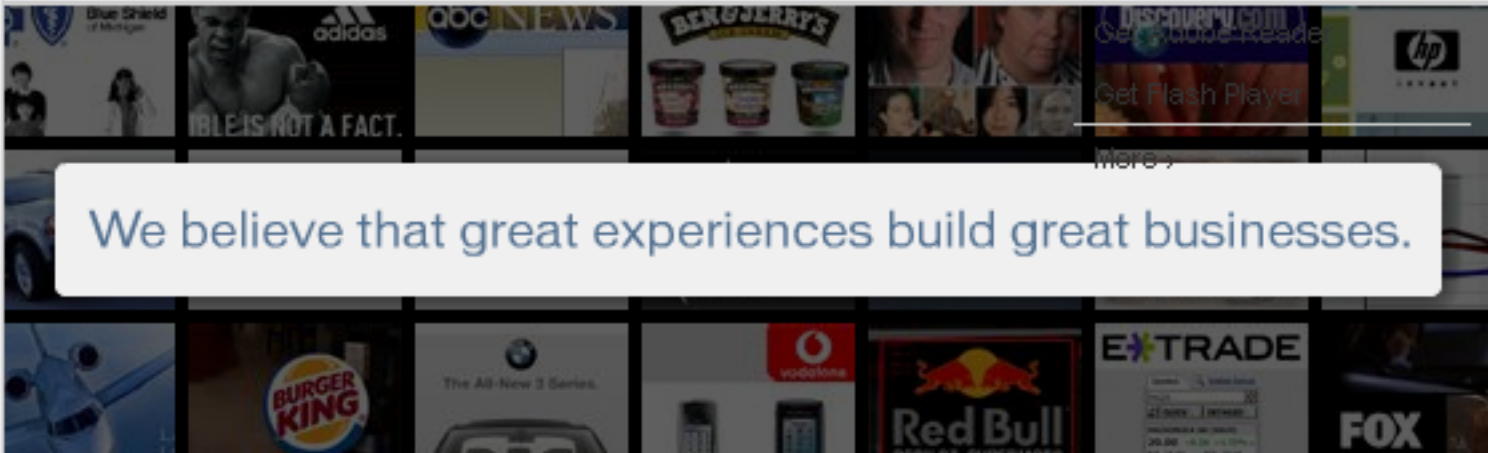 Blue Shield
of Michigan
adidas
IBLE IS NOT A FACT.
abc NEWS
BEN & JERRY'S
Discovery.com
Get Adobe Reader
hp
invent
Get Flash Player
More ›
We believe that great experiences build great businesses.
BURGER
KING
The All-New 3 Series.
vodafone
Red Bull
E*TRADE
FOX